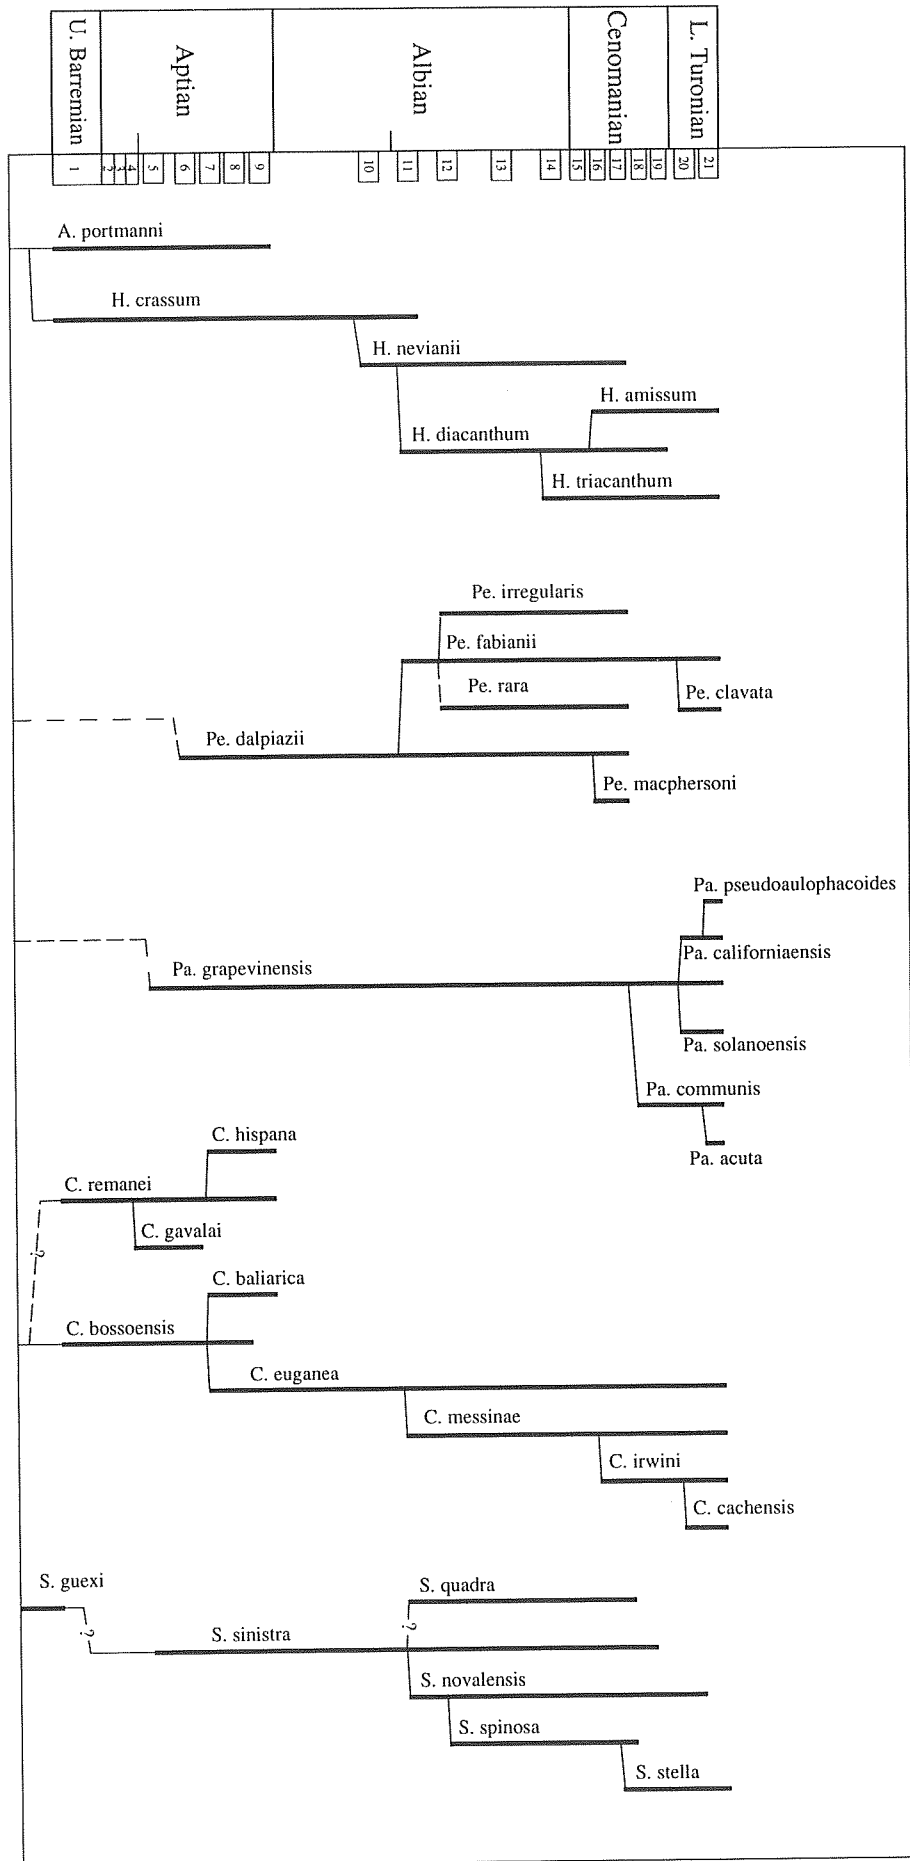 U. Barremian
Aptian
Albian
Cenomanian
L. Turonian
1
2
3
4
5
6
7
8
9
10
11
12
13
14
15
16
17
18
19
20
21
A. portmanni
H. crassum
H. nevianii
H. amissum
H. diacanthum
H. triacanthum
Pe. irregularis
Pe. fabianii
Pe. rara
Pe. clavata
Pe. dalpiazii
Pe. macphersoni
Pa. pseudoaulophacoides
Pa. californiaensis
Pa. grapevinensis
Pa. solanoensis
Pa. communis
Pa. acuta
C. hispana
C. remanei
C. gavalai
?
C. baliarica
C. bossoensis
C. euganea
C. messinae
C. irwini
C. cachensis
S. guexi
S. quadra
?
?
S. sinistra
S. novalensis
S. spinosa
S. stella